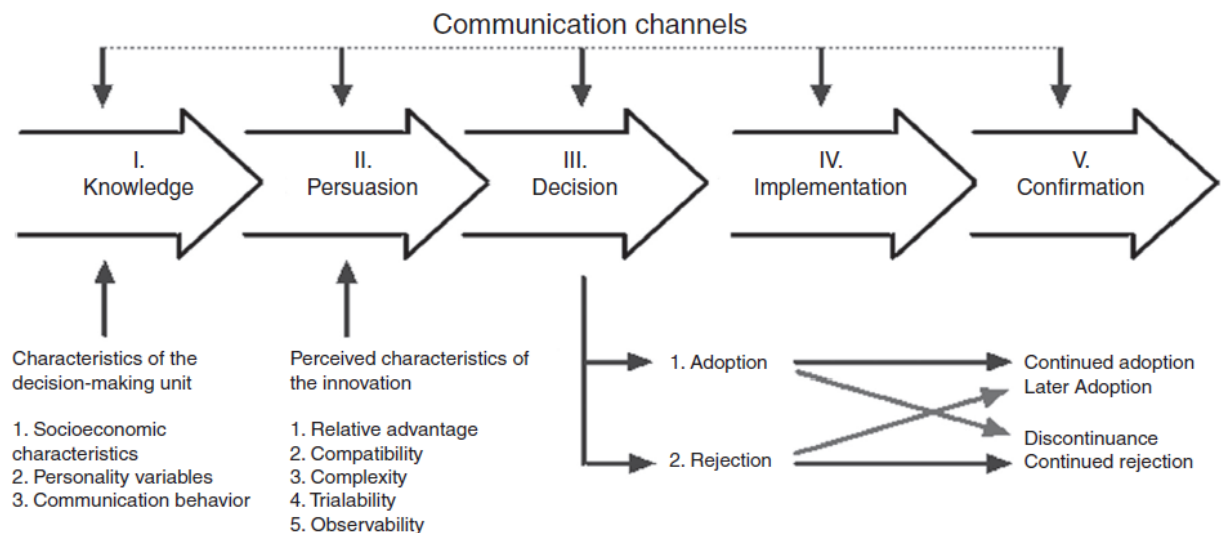 Communication channels
I.
Knowledge
II.
Persuasion
III.
Decision
IV.
Implementation
V.
Confirmation
Characteristics of the
decision-making unit
1. Socioeconomic
characteristics
2. Personality variables
3. Communication behavior
Perceived characteristics of
the innovation
1. Relative advantage
2. Compatibility
3. Complexity
4. Trialability
5. Observability
1. Adoption
2. Rejection
Continued adoption
Later Adoption
Discontinuance
Continued rejection